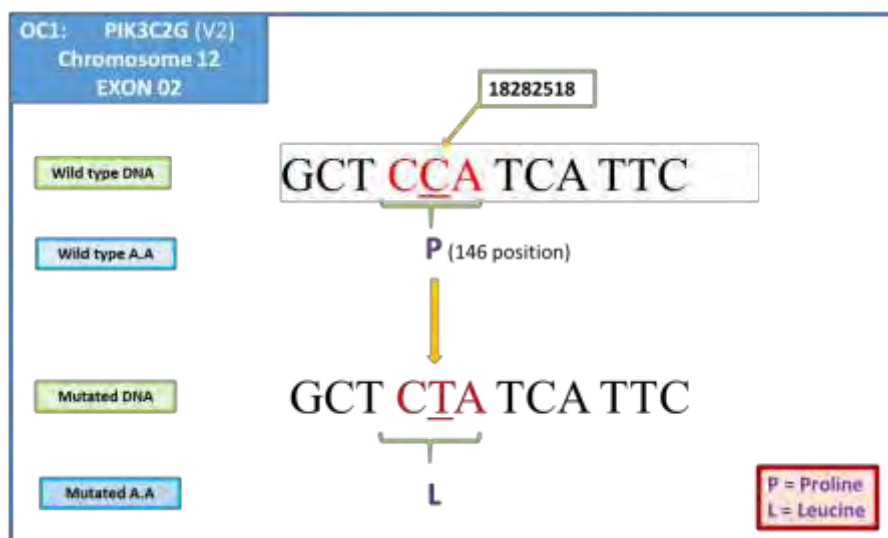 OC1: PIK3C2G (V2)
Chromosome 12
EXON 02
18282518
Wild type DNA
GCT CCA TCA TTC
Wild type A.A
P (146 position)
Mutated DNA
GCT CTA TCA TTC
Mutated A.A
L
P = Proline
L = Leucine